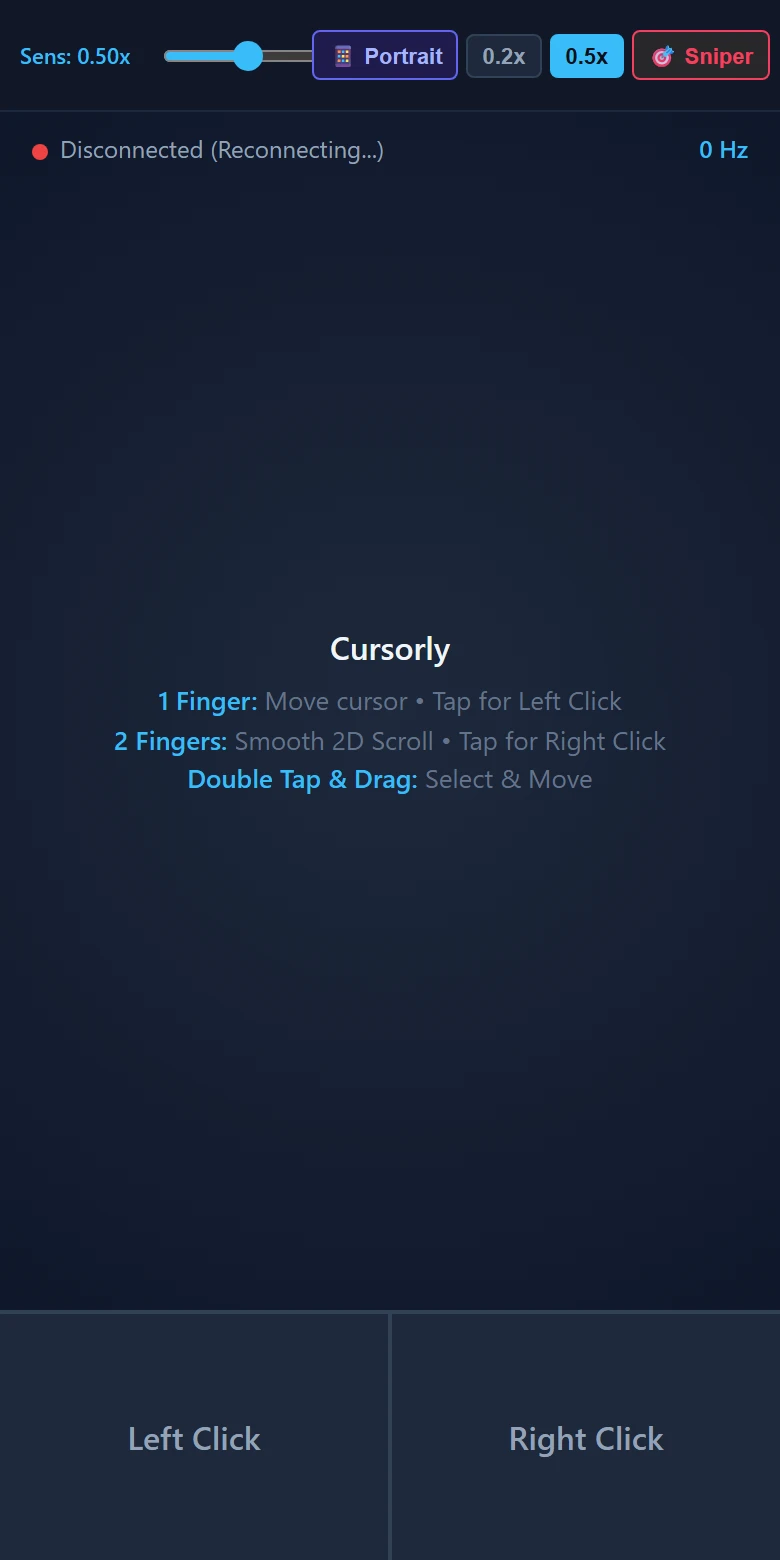 Sens: 0.50x Portrait 0.2x 0.5x Sniper
Disconnected (Reconnecting...) 0 Hz
Cursorly
1 Finger: Move cursor • Tap for Left Click
2 Fingers: Smooth 2D Scroll • Tap for Right Click
Double Tap & Drag: Select & Move
Left Click Right Click